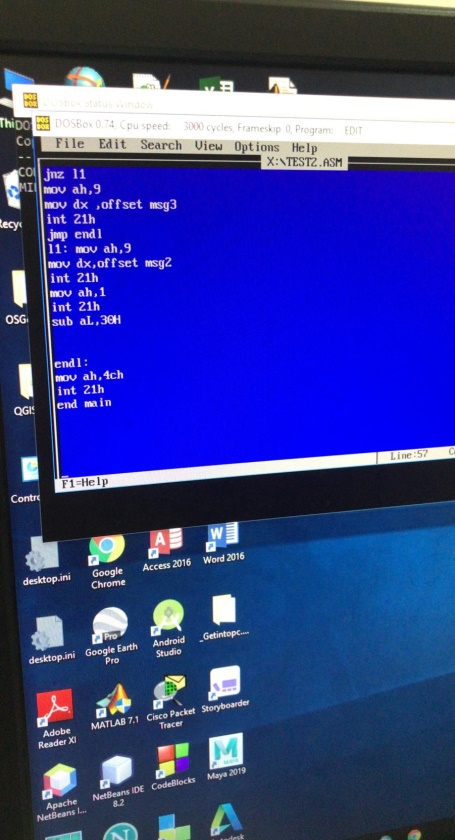 DOSBox Status Window
DOSBox 0.74, Cpu speed: 3000 cycles, Frameskip 0, Program: EDIT
File Edit Search View Options Help
X:\TEST2.ASM
jnz l1
mov ah,9
mov dx ,offset msg3
int 21h
jmp endl
l1: mov ah,9
mov dx,offset msg2
int 21h
mov ah,1
int 21h
sub aL,30H
endl:
mov ah,4ch
int 21h
end main
F1=Help
Line:57
desktop.ini
Google Chrome
Access 2016
Word 2016
desktop.ini
Google Earth Pro
Android Studio
_Getintopc....
Adobe Reader XI
MATLAB 7.1
Cisco Packet Tracer
Storyboarder
Apache NetBeans I...
NetBeans IDE 8.2
CodeBlocks
Maya 2019